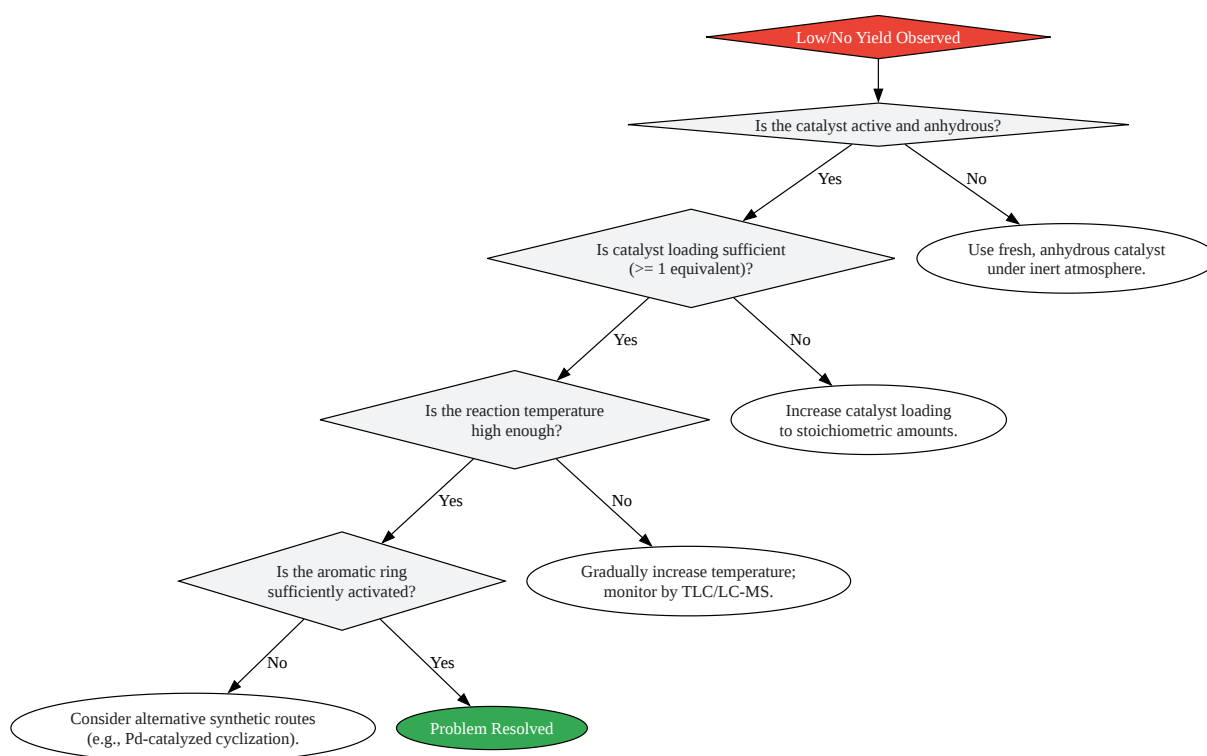 Low/No Yield Observed
Is the catalyst active and anhydrous?
Yes
No
Is catalyst loading sufficient
(>= 1 equivalent)?
Use fresh, anhydrous catalyst
under inert atmosphere.
Yes
No
Is the reaction temperature
high enough?
Increase catalyst loading
to stoichiometric amounts.
Yes
No
Is the aromatic ring
sufficiently activated?
Gradually increase temperature;
monitor by TLC/LC-MS.
No
Yes
Consider alternative synthetic routes
(e.g., Pd-catalyzed cyclization).
Problem Resolved